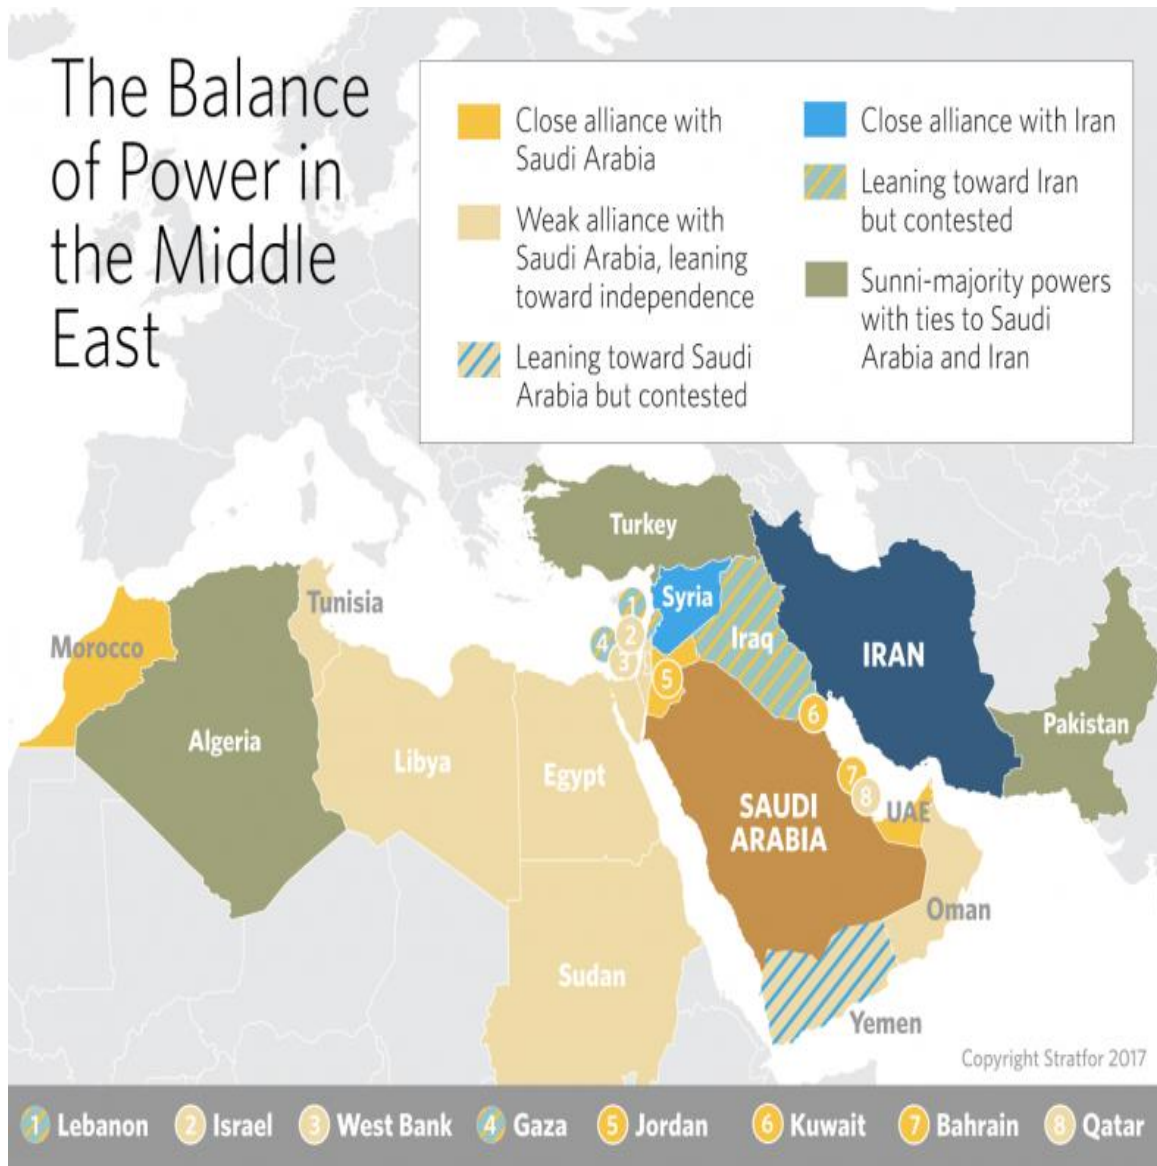 The Balance
of Power in
the Middle
East
Close alliance with
Saudi Arabia
Weak alliance with
Saudi Arabia, leaning
toward independence
Leaning toward Saudi
Arabia but contested
Close alliance with Iran
Leaning toward Iran
but contested
Sunni-majority powers
with ties to Saudi
Arabia and Iran
Turkey
Tunisia
Syria
1
Morocco
2
4
Iraq
3
IRAN
5
6
Pakistan
Algeria
Libya
Egypt
7
8
SAUDI
ARABIA
UAE
Oman
Sudan
Yemen
Copyright Stratfor 2017
1 Lebanon 2 Israel 3 West Bank 4 Gaza 5 Jordan 6 Kuwait 7 Bahrain 8 Qatar